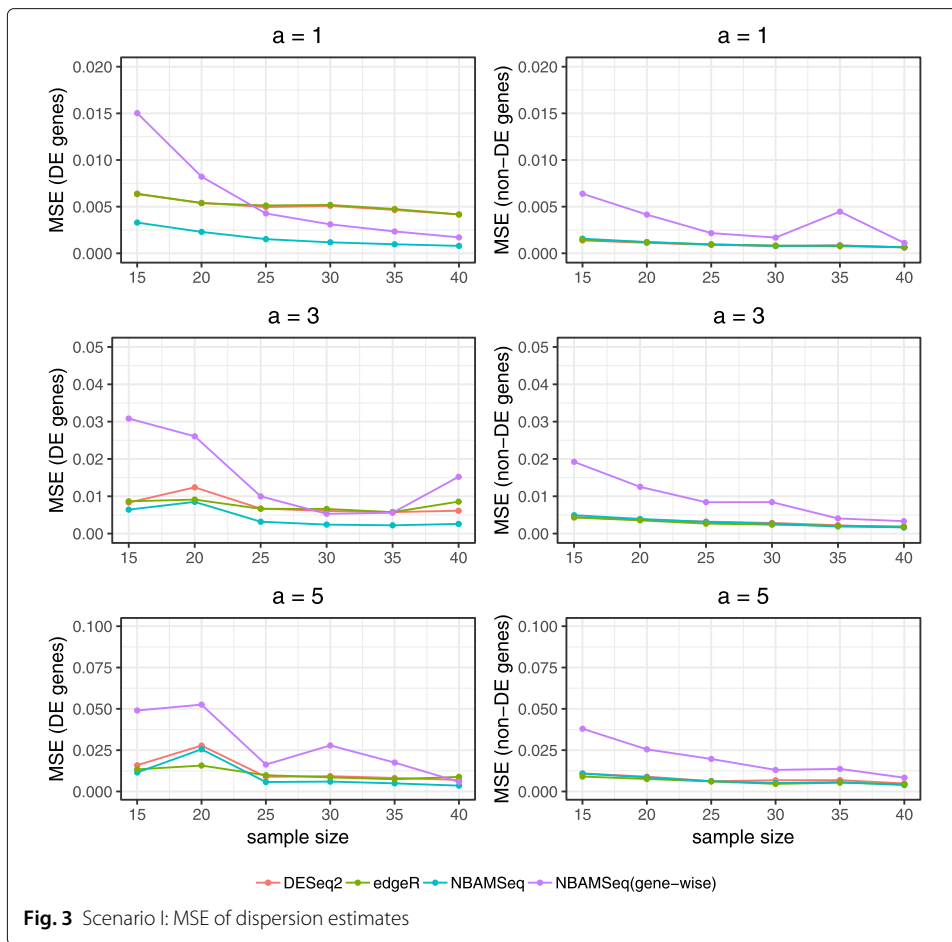 a = 1
MSE (DE genes)
0.020
0.015
0.010
0.005
0.000
15 20 25 30 35 40
a = 1
MSE (non-DE genes)
0.020
0.015
0.010
0.005
0.000
15 20 25 30 35 40
a = 3
MSE (DE genes)
0.05
0.04
0.03
0.02
0.01
0.00
15 20 25 30 35 40
a = 3
MSE (non-DE genes)
0.05
0.04
0.03
0.02
0.01
0.00
15 20 25 30 35 40
a = 5
MSE (DE genes)
0.100
0.075
0.050
0.025
0.000
15 20 25 30 35 40
sample size
a = 5
MSE (non-DE genes)
0.100
0.075
0.050
0.025
0.000
15 20 25 30 35 40
sample size
DESeq2 edgeR NBAMSeq NBAMSeq(gene-wise)
Fig. 3 Scenario I: MSE of dispersion estimates